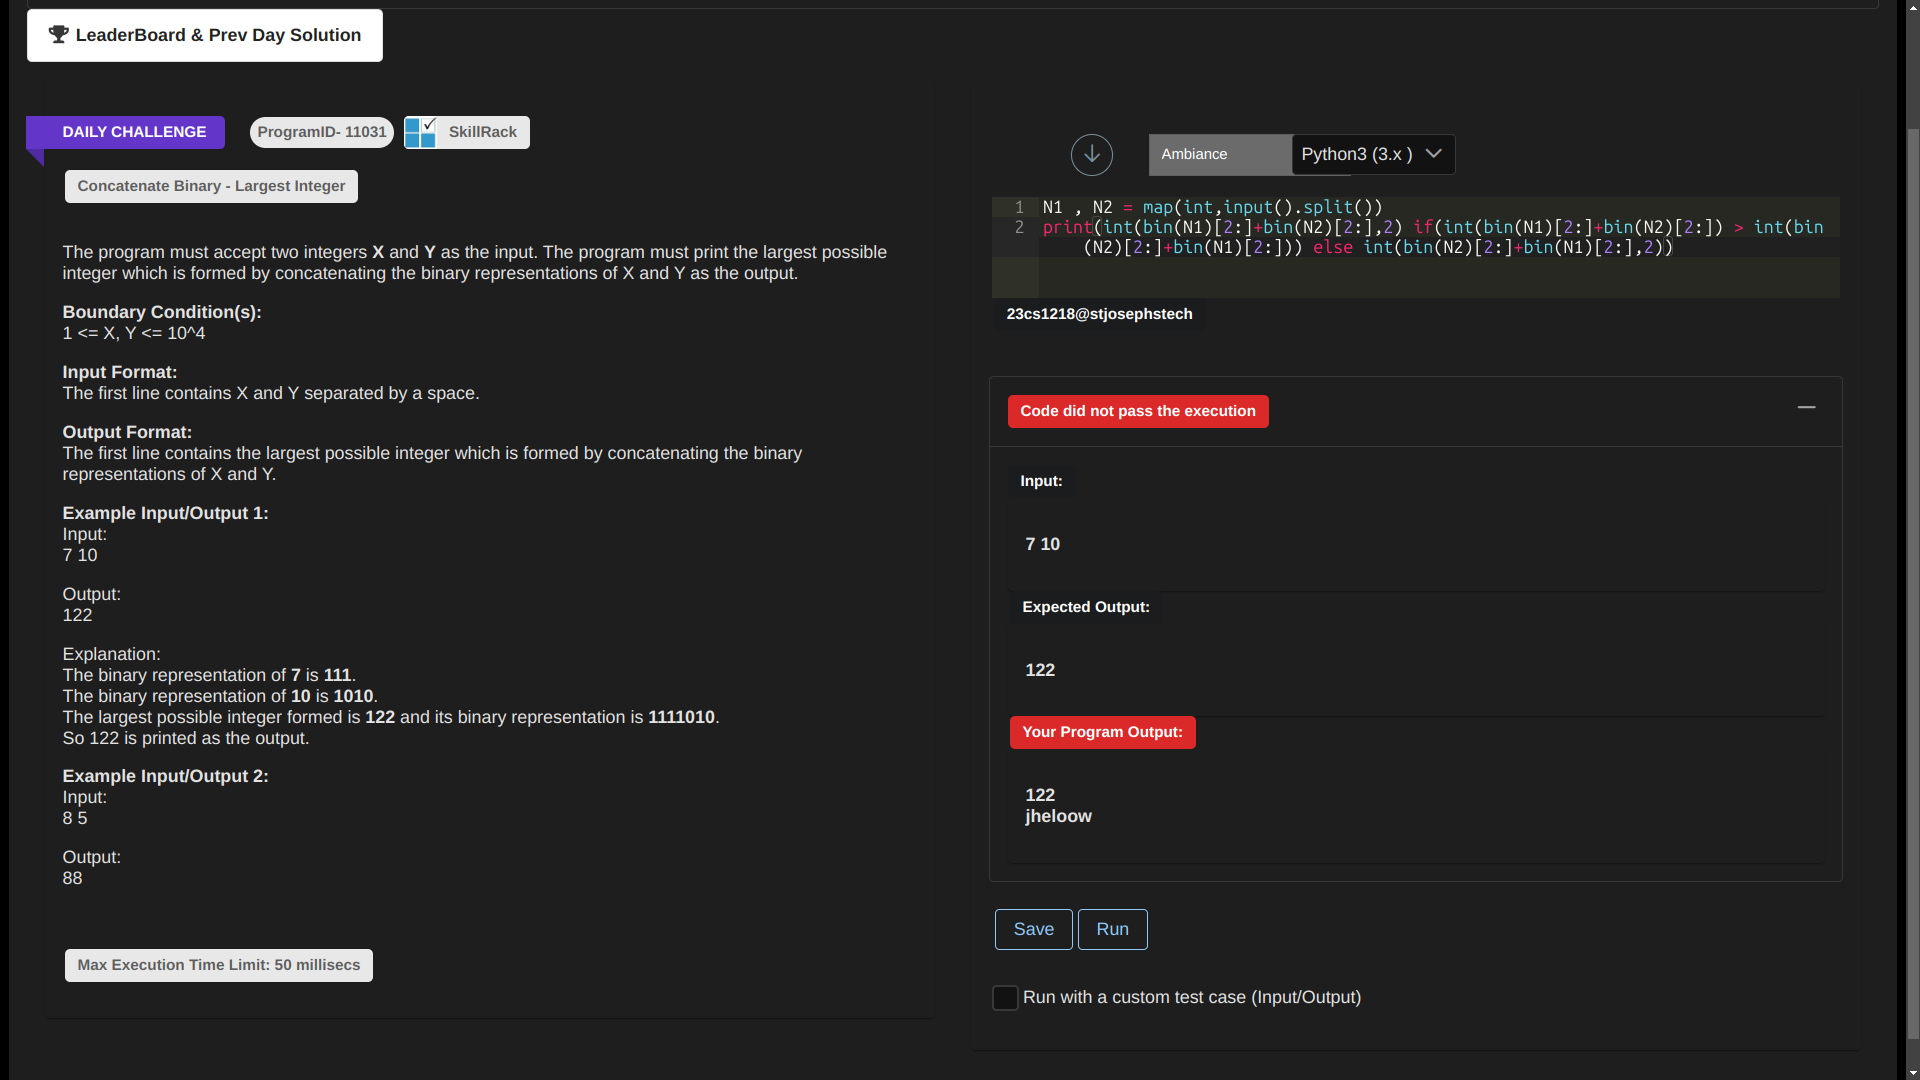 LeaderBoard & Prev Day Solution
DAILY CHALLENGE
ProgramID- 11031
SkillRack
Concatenate Binary - Largest Integer
The program must accept two integers X and Y as the input. The program must print the largest possible
integer which is formed by concatenating the binary representations of X and Y as the output.
Boundary Condition(s):
1 <= X, Y <= 10^4
Input Format:
The first line contains X and Y separated by a space.
Output Format:
The first line contains the largest possible integer which is formed by concatenating the binary
representations of X and Y.
Example Input/Output 1:
Input:
7 10
Output:
122
Explanation:
The binary representation of 7 is 111.
The binary representation of 10 is 1010.
The largest possible integer formed is 122 and its binary representation is 1111010.
So 122 is printed as the output.
Example Input/Output 2:
Input:
8 5
Output:
88
Max Execution Time Limit: 50 millisecs
Ambiance
Python3 (3.x )
1 N1 , N2 = map(int,input().split())
2 print(int(bin(N1)[2:]+bin(N2)[2:],2) if(int(bin(N1)[2:]+bin(N2)[2:]) > int(bin
(N2)[2:]+bin(N1)[2:])) else int(bin(N2)[2:]+bin(N1)[2:],2))
23cs1218@stjosephstech
Code did not pass the execution
Input:
7 10
Expected Output:
122
Your Program Output:
122
jheloow
Save
Run
Run with a custom test case (Input/Output)